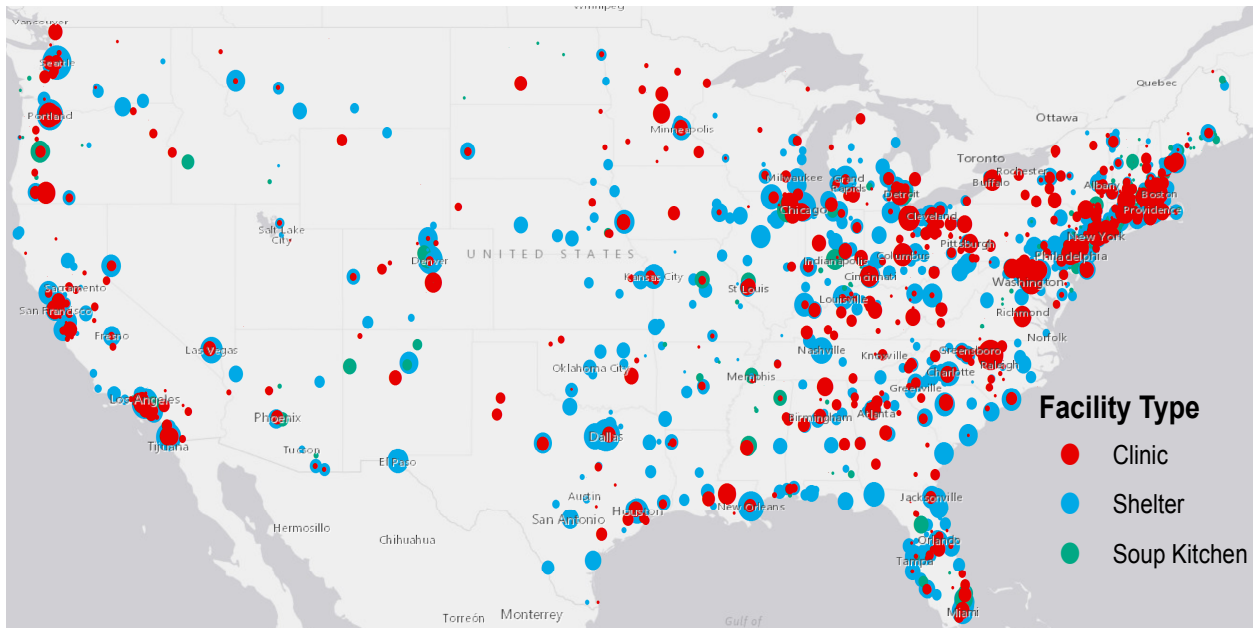 Winnipeg
Vancouver
Seattle
Quebec
Ottawa
Portland
Minneapolis
Toronto
Rochester
Buffalo
Albany
Boston
Providence
Milwaukee
Grand
Rapids
Detroit
Chicago
Cleveland
New York
Salt Lake
City
UNITED STATES
Denver
Pittsburgh
Philadelphia
Indianapolis
Columbus
Cincinnati
Washington
Kansas City
St Louis
Sacramento
San Francisco
Louisville
Richmond
Norfolk
Fresno
Las Vegas
Nashville
Knoxville
Greensboro
Raleigh
Oklahoma City
Memphis
Charlotte
Greenville
Los Angeles
Phoenix
Birmingham
Atlanta
Tijuana
Tucson
El Paso
Dallas
Facility Type
Clinic
Shelter
Soup Kitchen
Austin
Houston
San Antonio
New Orleans
Jacksonville
Hermosillo
Chihuahua
Orlando
Tampa
Miami
Torreón
Monterrey
Gulf of